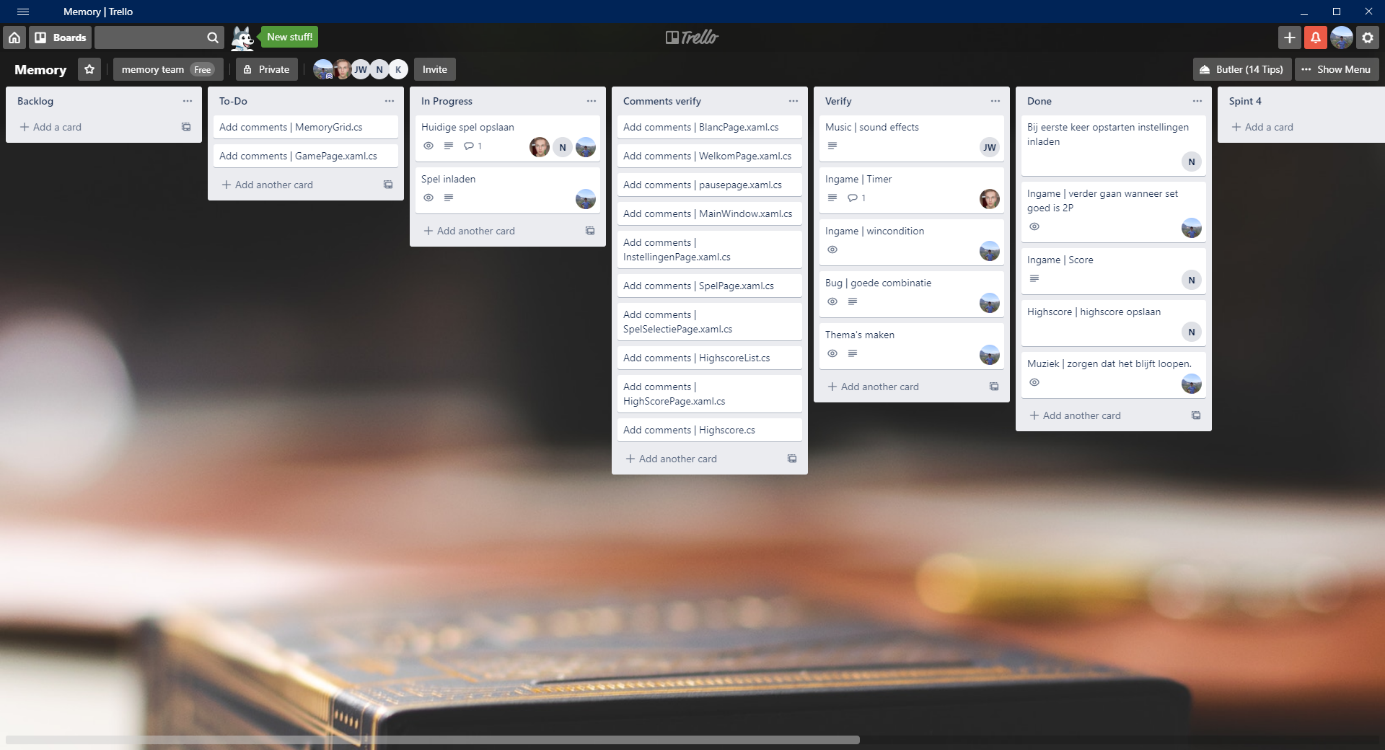 Memory | Trello
Boards
New stuff!
Trello
Memory
memory team Free
Private
JW
N
K
Invite
Butler (14 Tips)
Show Menu
Backlog
+ Add a card
To-Do
Add comments | MemoryGrid.cs
Add comments | GamePage.xaml.cs
+ Add another card
In Progress
Huidige spel opslaan
1
N
Spel inladen
+ Add another card
Comments verify
Add comments | BlancPage.xaml.cs
Add comments | WelkomPage.xaml.cs
Add comments | pausepage.xaml.cs
Add comments | MainWindow.xaml.cs
Add comments |
InstellingenPage.xaml.cs
Add comments | SpelPage.xaml.cs
Add comments |
SpelSelectiePage.xaml.cs
Add comments | HighscoreList.cs
Add comments |
HighScorePage.xaml.cs
Add comments | Highscore.cs
+ Add another card
Verify
Music | sound effects
JW
Ingame | Timer
1
Ingame | wincondition
Bug | goede combinatie
Thema's maken
+ Add another card
Done
Bij eerste keer opstarten instellingen
inladen
N
Ingame | verder gaan wanneer set
goed is 2P
Ingame | Score
N
Highscore | highscore opslaan
N
Muziek | zorgen dat het blijft loopen.
+ Add another card
Spint 4
+ Add a card